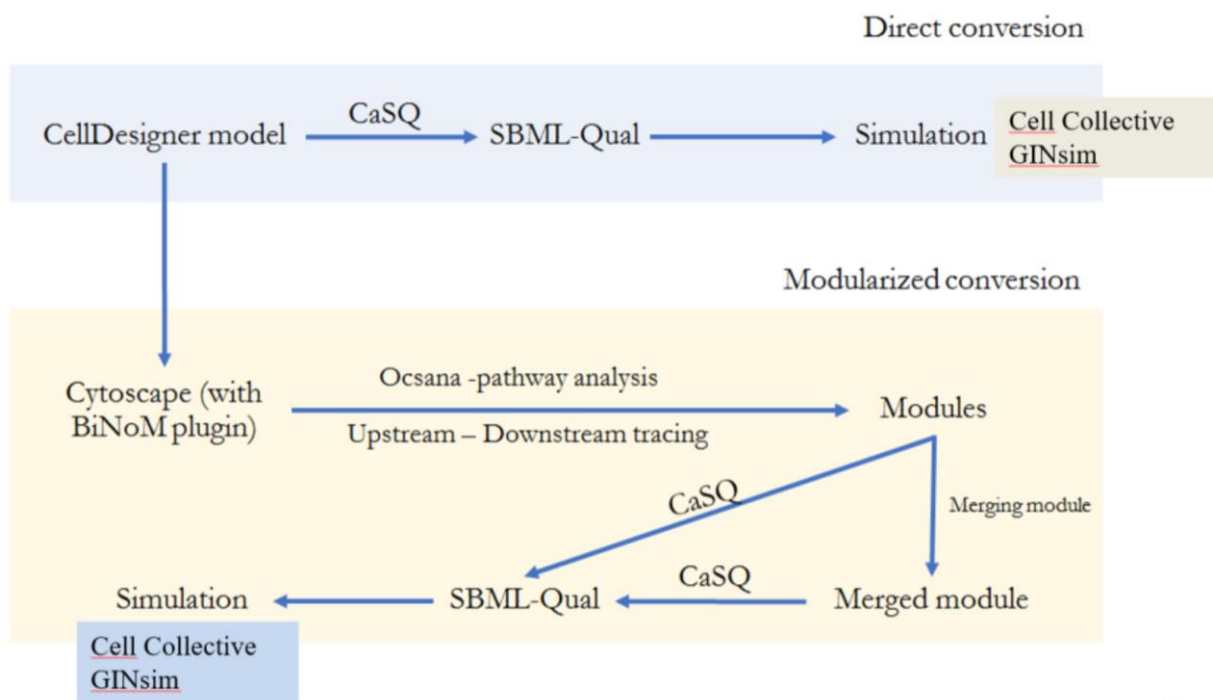 Direct conversion
CellDesigner model
CaSQ
SBML-Qual
Simulation
Cell Collective
GINsim
Modularized conversion
Cytoscape (with
BiNoM plugin)
Ocsana -pathway analysis
Upstream – Downstream tracing
Modules
CaSQ
Merging module
Simulation
SBML-Qual
CaSQ
Merged module
Cell Collective
GINsim